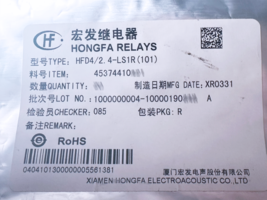 HF
宏发继电器
HONGFA RELAYS
型号TYPE: HFD4/2.4-LS1R(101)
料号ITEM: 45374410
数量QUANTITY: 制造日期MFG DATE: XR0331
批次号LOT NO: 1000000004-10000190 A
检验员CHECKER: 085 包装PKG: R
备注REMARK:
RoHS
04041013000000005561381
厦门宏发电声股份有限公司
XIAMEN HONGFA ELECTROACOUSTIC CO.,LTD